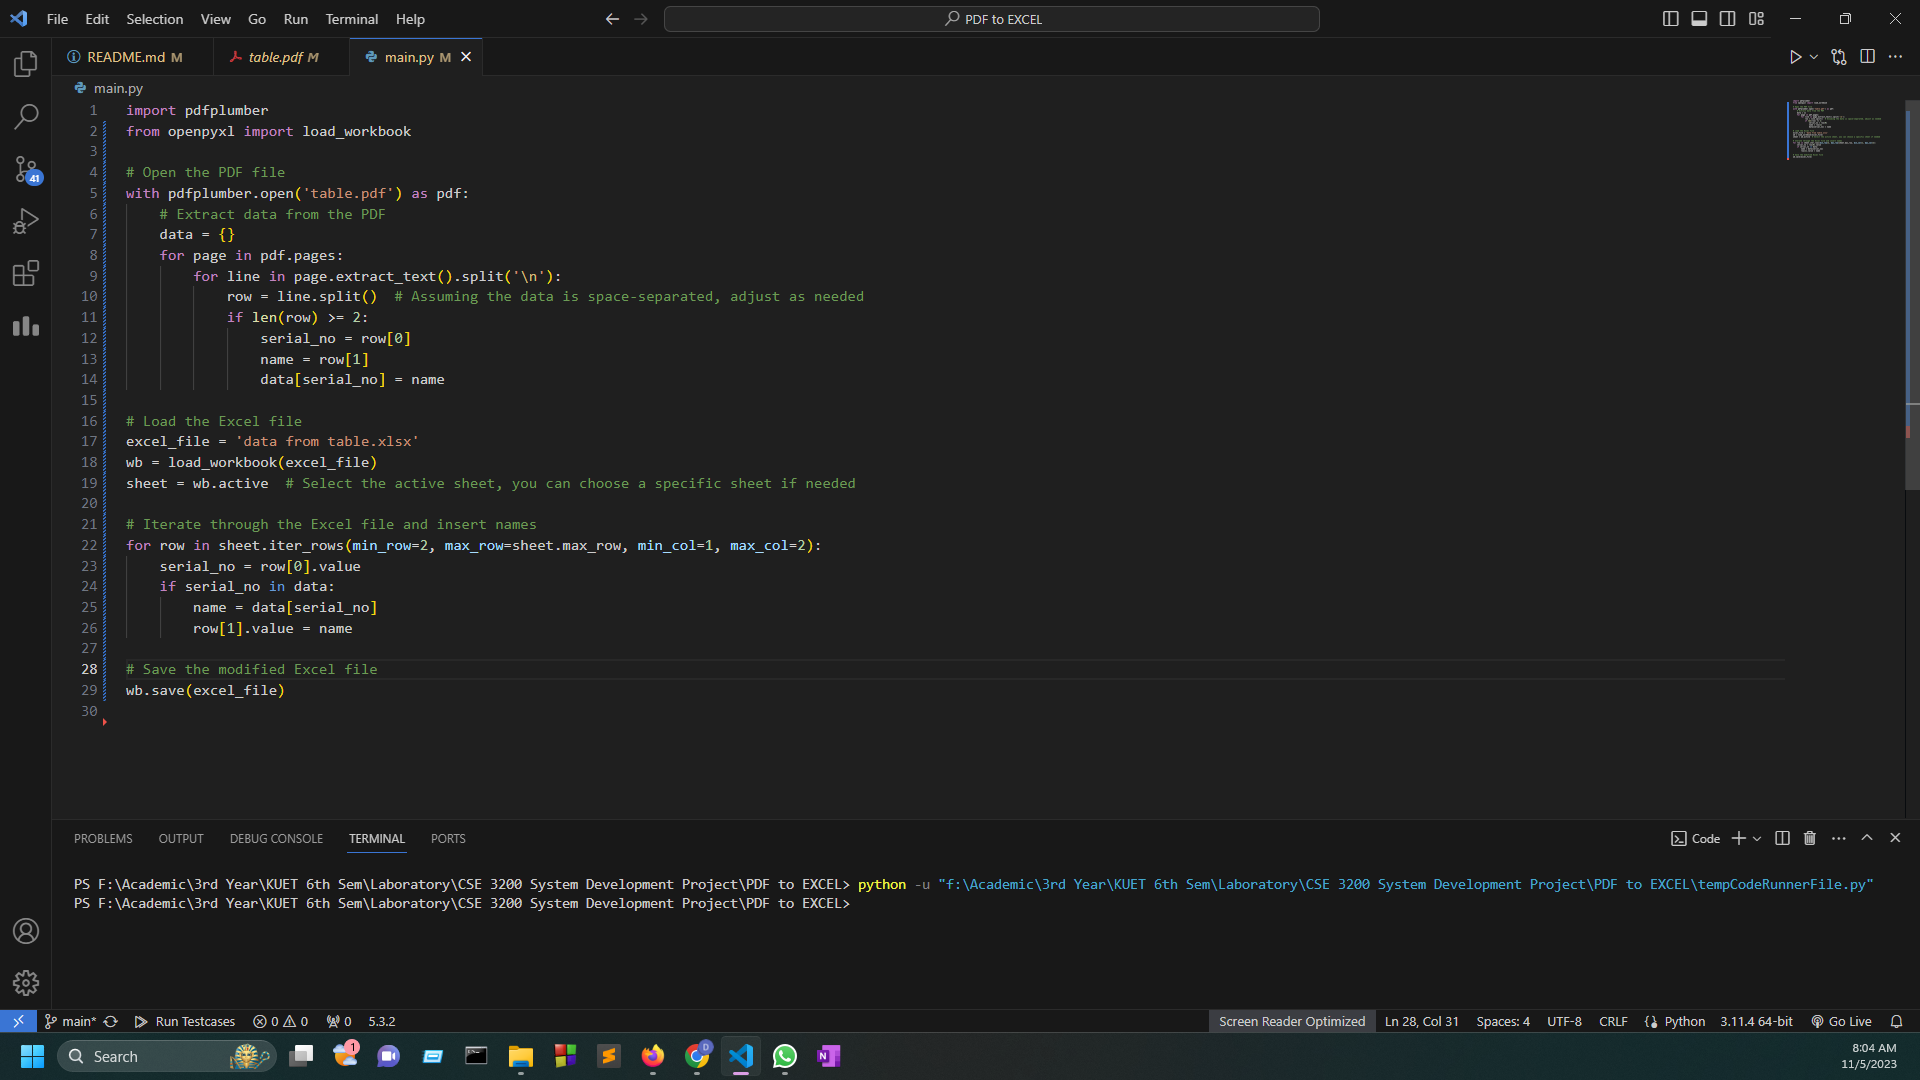 File Edit Selection View Go Run Terminal Help
PDF to EXCEL
README.md M
table.pdf M
main.py M
main.py
1 import pdfplumber
2 from openpyxl import load_workbook
3
4 # Open the PDF file
5 with pdfplumber.open('table.pdf') as pdf:
6     # Extract data from the PDF
7     data = {}
8     for page in pdf.pages:
9         for line in page.extract_text().split('\n'):
10             row = line.split()  # Assuming the data is space-separated, adjust as needed
11             if len(row) >= 2:
12                 serial_no = row[0]
13                 name = row[1]
14                 data[serial_no] = name
15
16 # Load the Excel file
17 excel_file = 'data from table.xlsx'
18 wb = load_workbook(excel_file)
19 sheet = wb.active  # Select the active sheet, you can choose a specific sheet if needed
20
21 # Iterate through the Excel file and insert names
22 for row in sheet.iter_rows(min_row=2, max_row=sheet.max_row, min_col=1, max_col=2):
23     serial_no = row[0].value
24     if serial_no in data:
25         name = data[serial_no]
26         row[1].value = name
27
28 # Save the modified Excel file
29 wb.save(excel_file)
30
41
PROBLEMS OUTPUT DEBUG CONSOLE TERMINAL PORTS
Code
PS F:\Academic\3rd Year\KUET 6th Sem\Laboratory\CSE 3200 System Development Project\PDF to EXCEL> python -u "f:\Academic\3rd Year\KUET 6th Sem\Laboratory\CSE 3200 System Development Project\PDF to EXCEL\tempCodeRunnerFile.py"
PS F:\Academic\3rd Year\KUET 6th Sem\Laboratory\CSE 3200 System Development Project\PDF to EXCEL>
main* Run Testcases 0 0 0 5.3.2 Screen Reader Optimized Ln 28, Col 31 Spaces: 4 UTF-8 CRLF Python 3.11.4 64-bit Go Live
Search
1
D
N
8:04 AM
11/5/2023